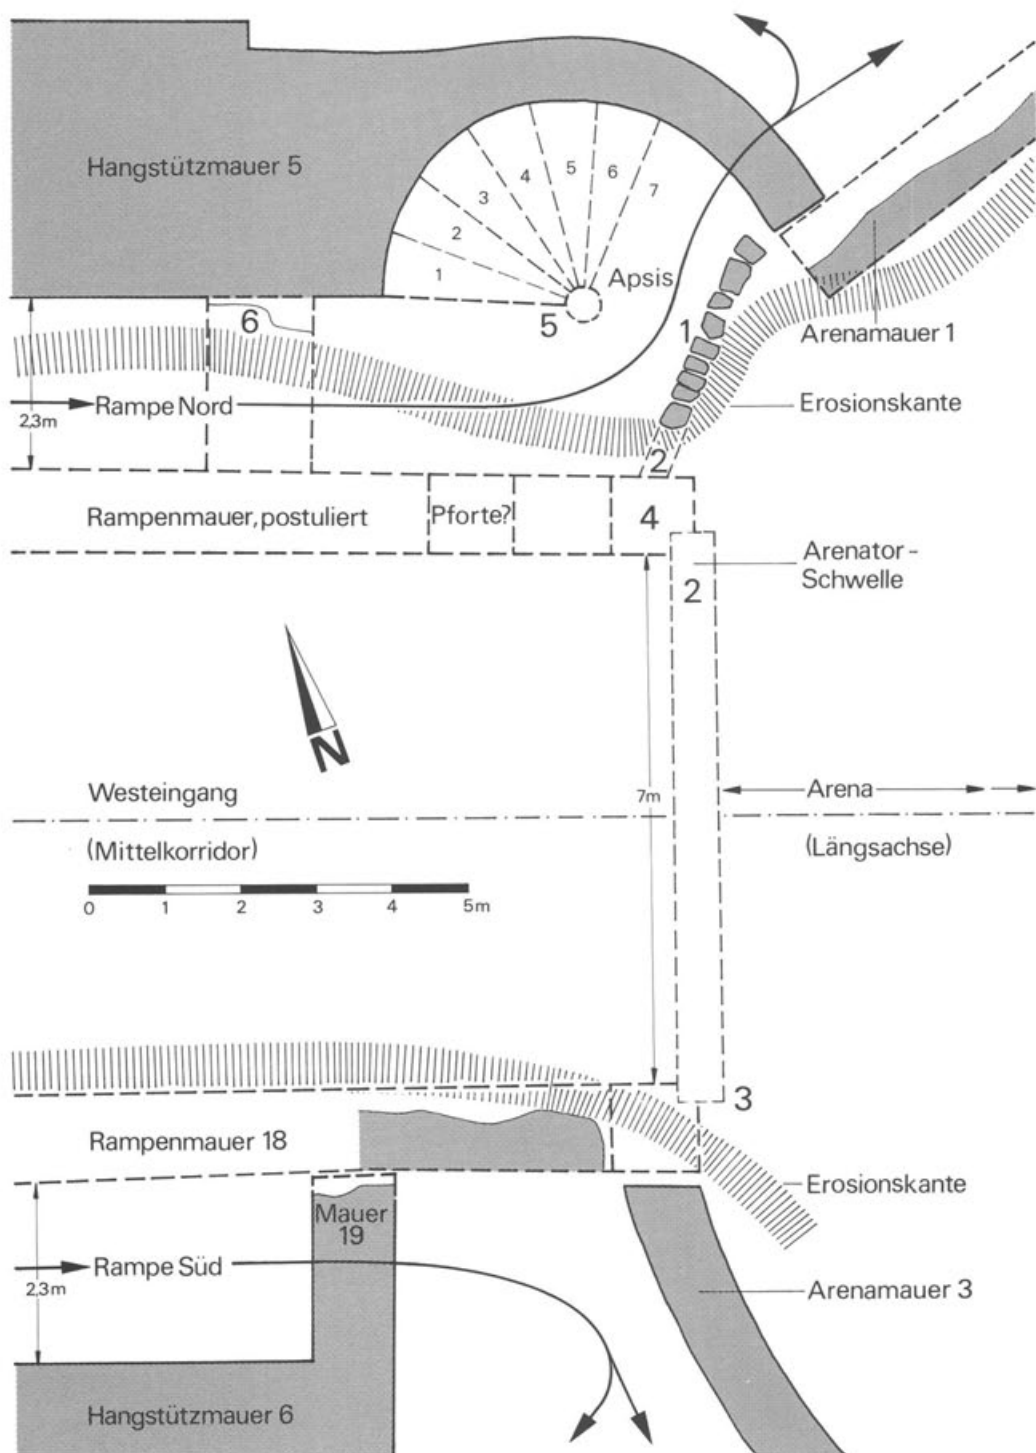 Hangstützmauer 5
1
2
3
4
5
6
7
Apsis
5
6
1
Arenamauer 1
Rampe Nord
2,3m
Erosionskante
2
Rampenmauer, postuliert
Pforte?
4
Arenator-
Schwelle
2
N
Westeingang
7m
Arena
(Mittelkorridor)
(Längsachse)
0 1 2 3 4 5m
3
Rampenmauer 18
Erosionskante
Mauer
19
Rampe Süd
2,3m
Arenamauer 3
Hangstützmauer 6